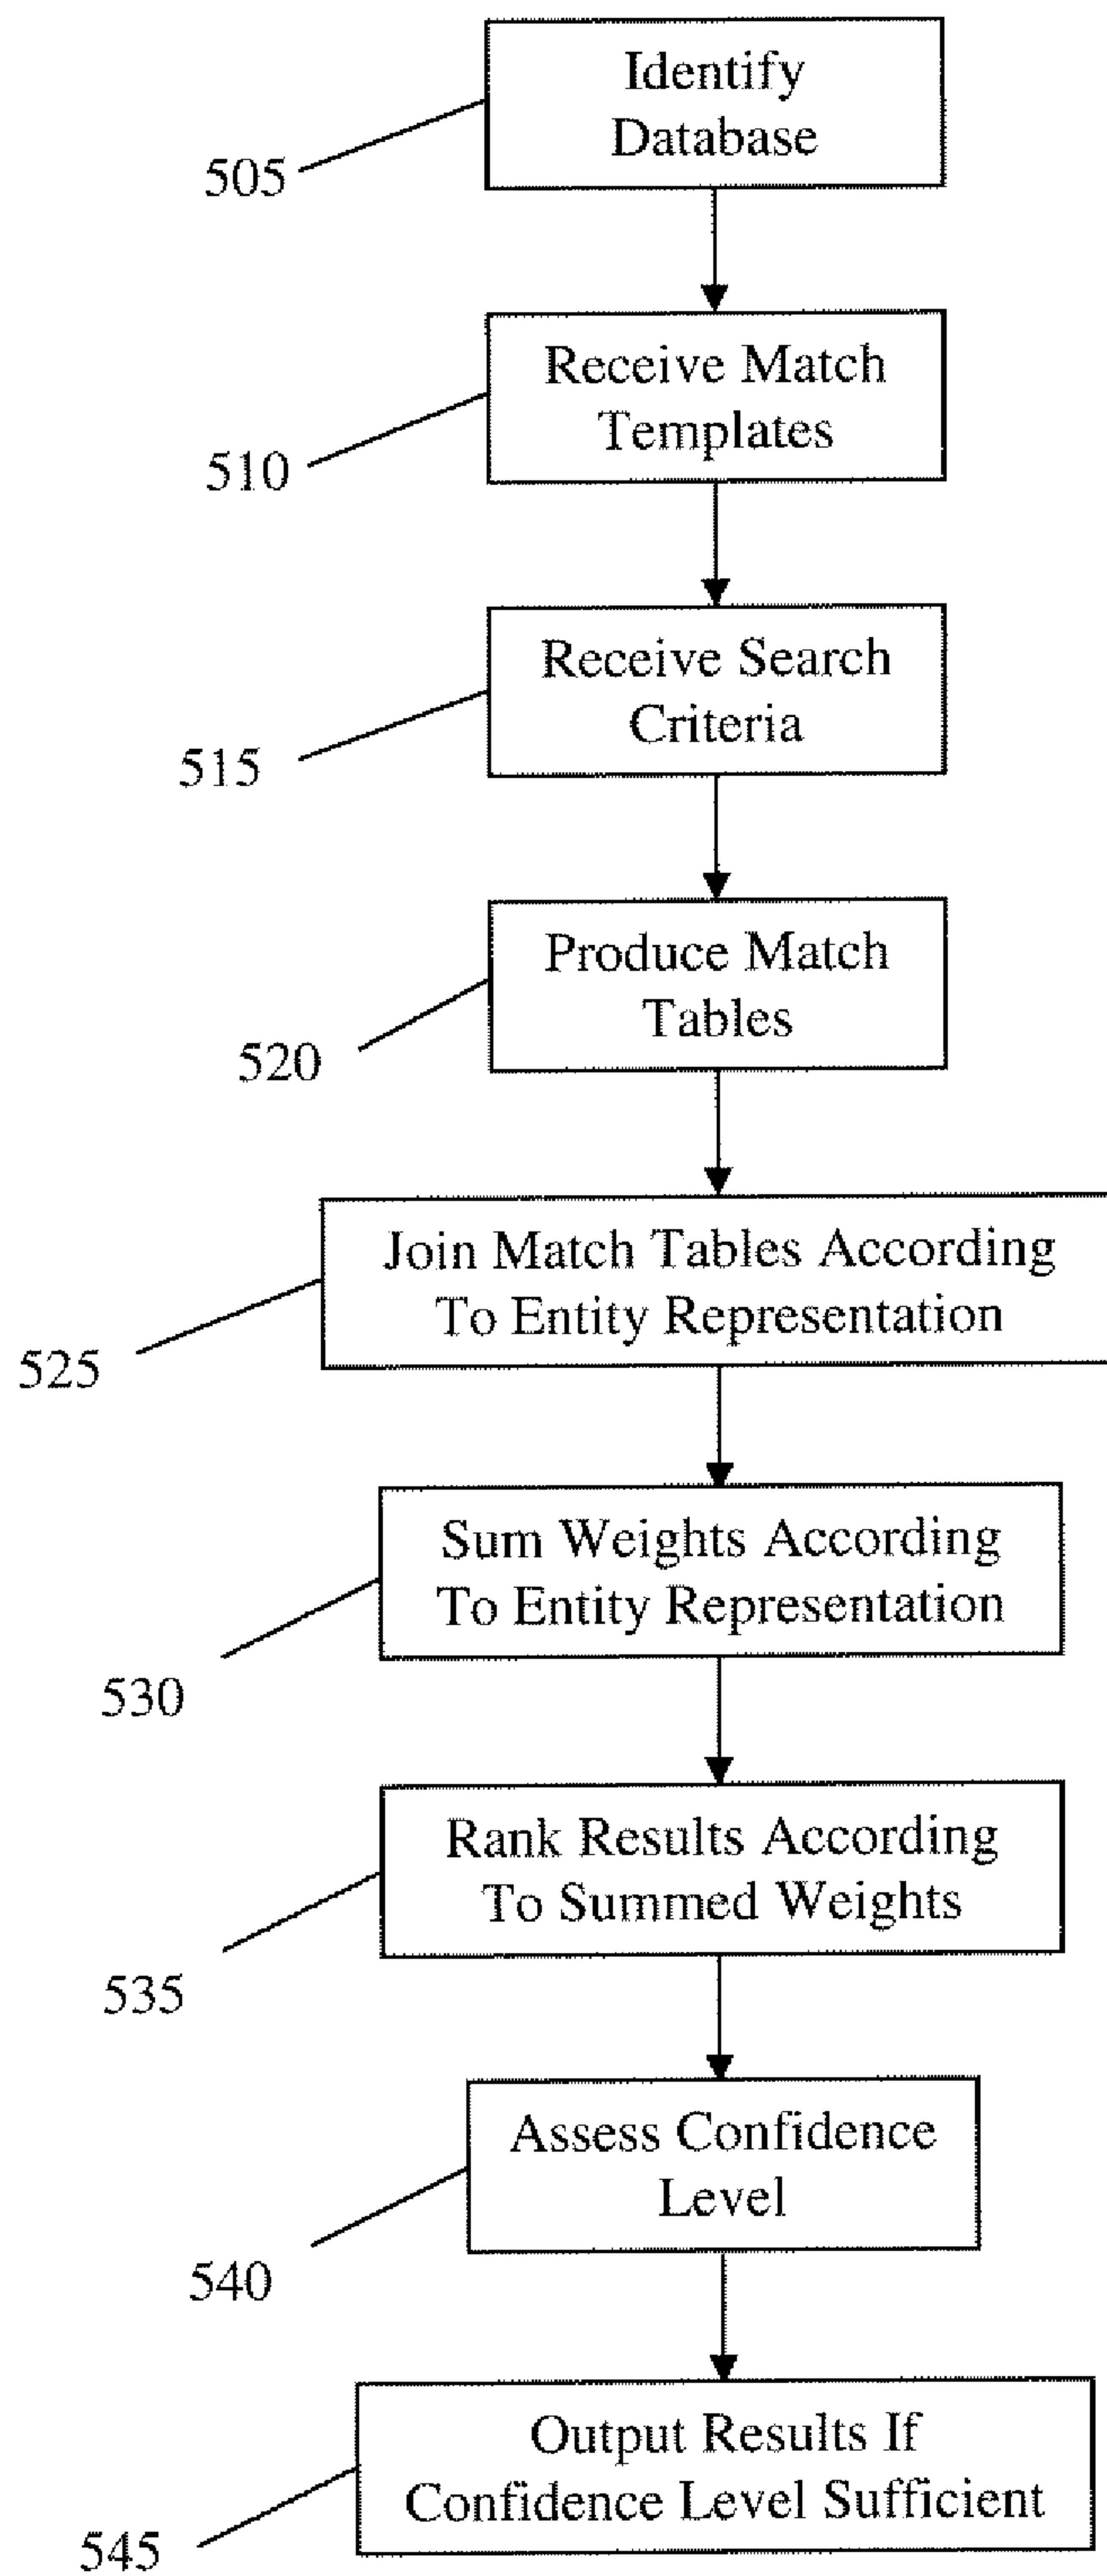 Identify
Database
505
Receive Match
Templates
510
Receive Search
Criteria
515
Produce Match
Tables
520
Join Match Tables According
To Entity Representation
525
Sum Weights According
To Entity Representation
530
Rank Results According
To Summed Weights
535
Assess Confidence
Level
540
Output Results If
Confidence Level Sufficient
545